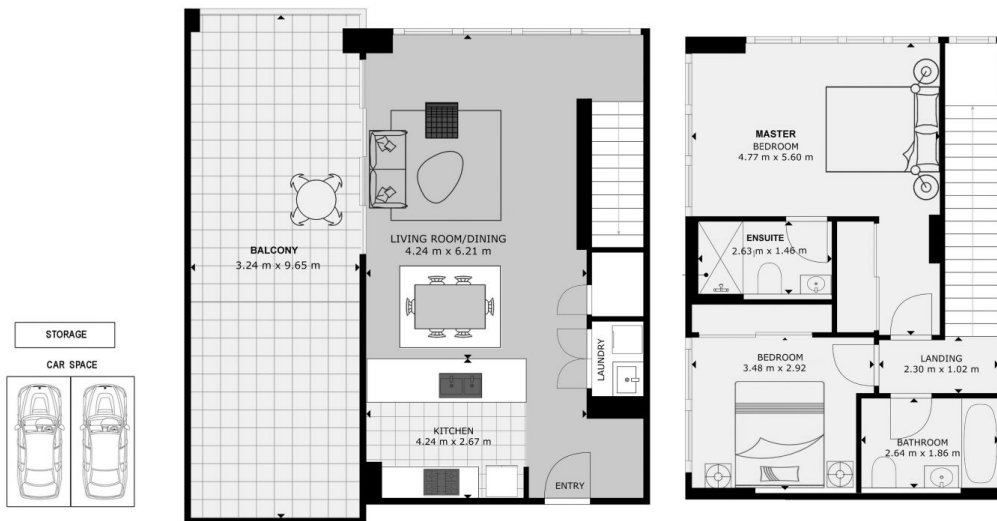 STORAGE
CAR SPACE
BALCONY
3.24 m x 9.65 m
LIVING ROOM/DINING
4.24 m x 6.21 m
KITCHEN
4.24 m x 2.67 m
LAUNDRY
ENTRY
MASTER
BEDROOM
4.77 m x 5.60 m
ENSUITE
2.63 m x 1.46 m
BEDROOM
3.48 m x 2.92
LANDING
2.30 m x 1.02 m
BATHROOM
2.64 m x 1.86 m